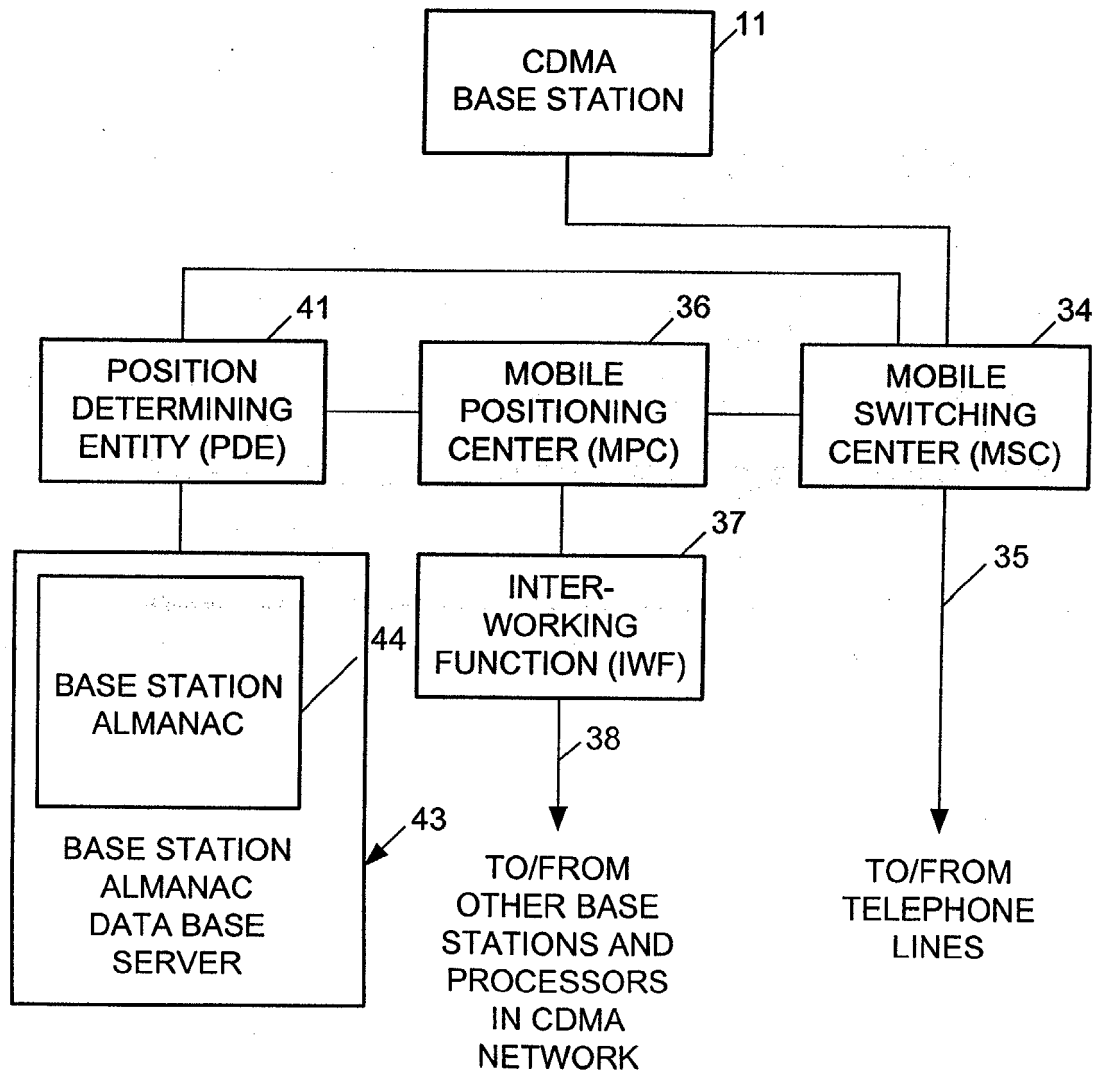 11
CDMA
BASE STATION
41
POSITION
DETERMINING
ENTITY (PDE)
36
MOBILE
POSITIONING
CENTER (MPC)
34
MOBILE
SWITCHING
CENTER (MSC)
37
INTER-
WORKING
FUNCTION (IWF)
35
44
BASE STATION
ALMANAC
38
43
BASE STATION
ALMANAC
DATA BASE
SERVER
TO/FROM
OTHER BASE
STATIONS AND
PROCESSORS
IN CDMA
NETWORK
TO/FROM
TELEPHONE
LINES